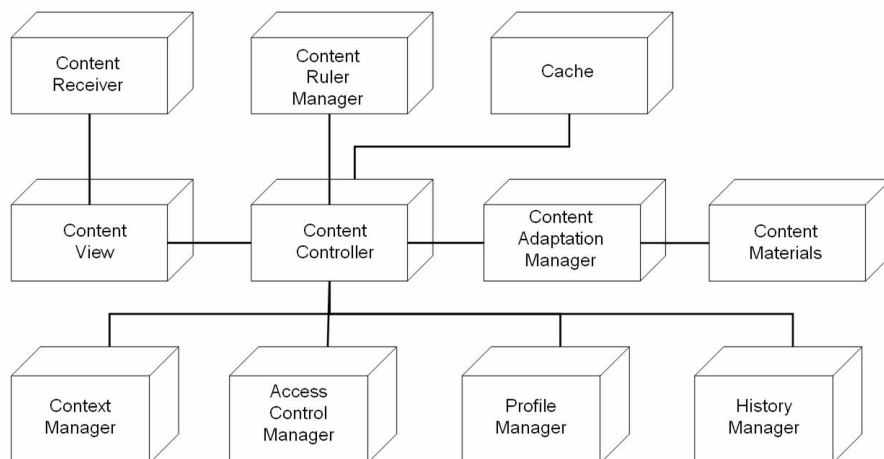 Content
Receiver
Content
Ruler
Manager
Cache
Content
View
Content
Controller
Content
Adaptation
Manager
Content
Materials
Context
Manager
Access
Control
Manager
Profile
Manager
History
Manager